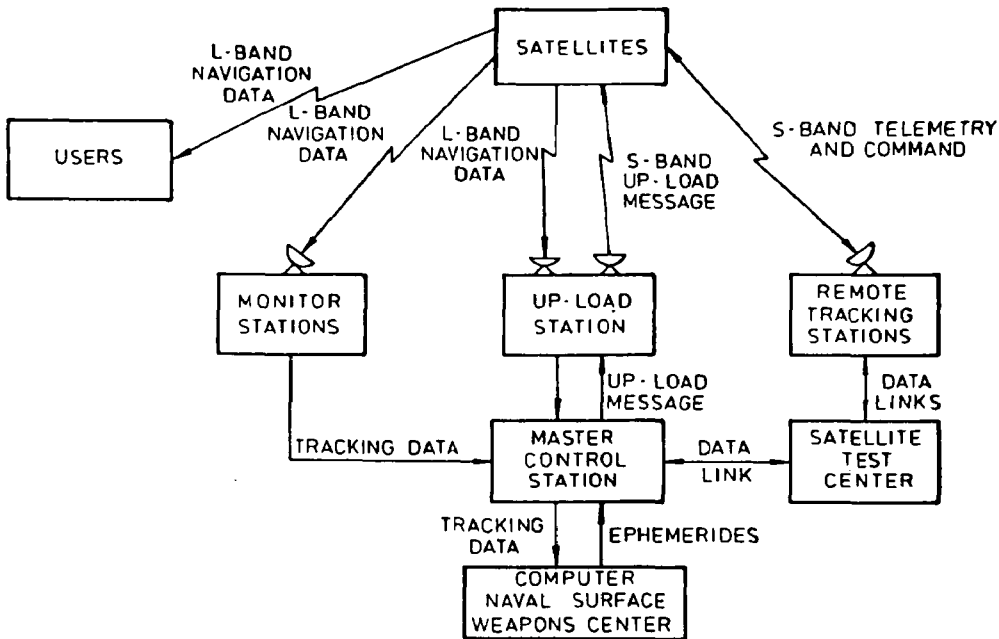 SATELLITES
L-BAND
NAVIGATION
DATA
L-BAND
NAVIGATION
DATA
L-BAND
NAVIGATION
DATA
S-BAND
UP-LOAD
MESSAGE
S-BAND TELEMETRY
AND COMMAND
USERS
MONITOR
STATIONS
UP-LOAD
STATION
REMOTE
TRACKING
STATIONS
UP-LOAD
MESSAGE
DATA
LINKS
TRACKING DATA
MASTER
CONTROL
STATION
DATA
LINK
SATELLITE
TEST
CENTER
TRACKING
DATA
EPHEMERIDES
COMPUTER
NAVAL SURFACE
WEAPONS CENTER